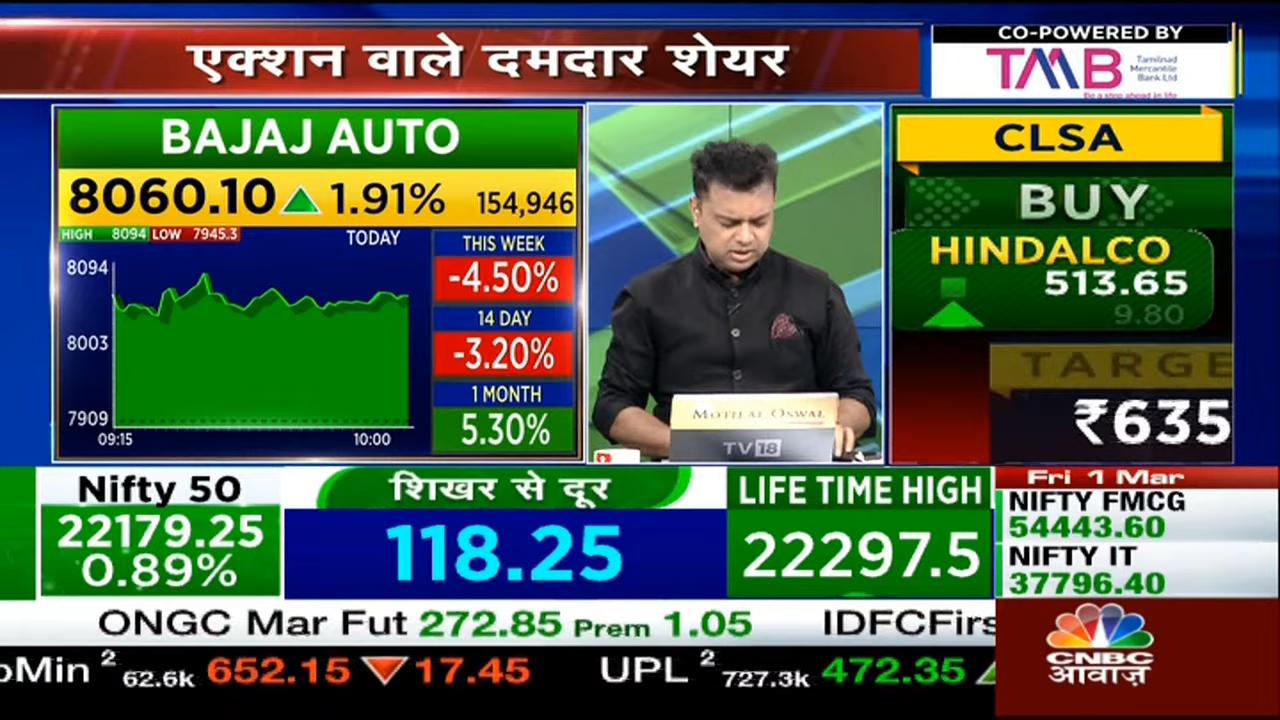 एक्शन वाले दमदार शेयर
CO-POWERED BY
TMB
Tamilnad
Mercantile
Bank Ltd
Be a step ahead in life
BAJAJ AUTO
8060.10 1.91% 154,946
HIGH 8094 LOW 7945.3
TODAY
8094
8003
7909
09:15 10:00
THIS WEEK
-4.50%
14 DAY
-3.20%
1 MONTH
5.30%
MOTILAL OSWAL
TV18
CLSA
BUY
HINDALCO
513.65
9.80
TARGE
₹635
Nifty 50
22179.25
0.89%
शिखर से दूर
118.25
LIFE TIME HIGH
22297.5
Fri 1 Mar
NIFTY FMCG
54443.60
NIFTY IT
37796.40
ONGC Mar Fut 272.85 Prem 1.05 IDFCFirs
oMin 2 62.6k 652.15 17.45 UPL 2 727.3k 472.35
CNBC
आवाज़